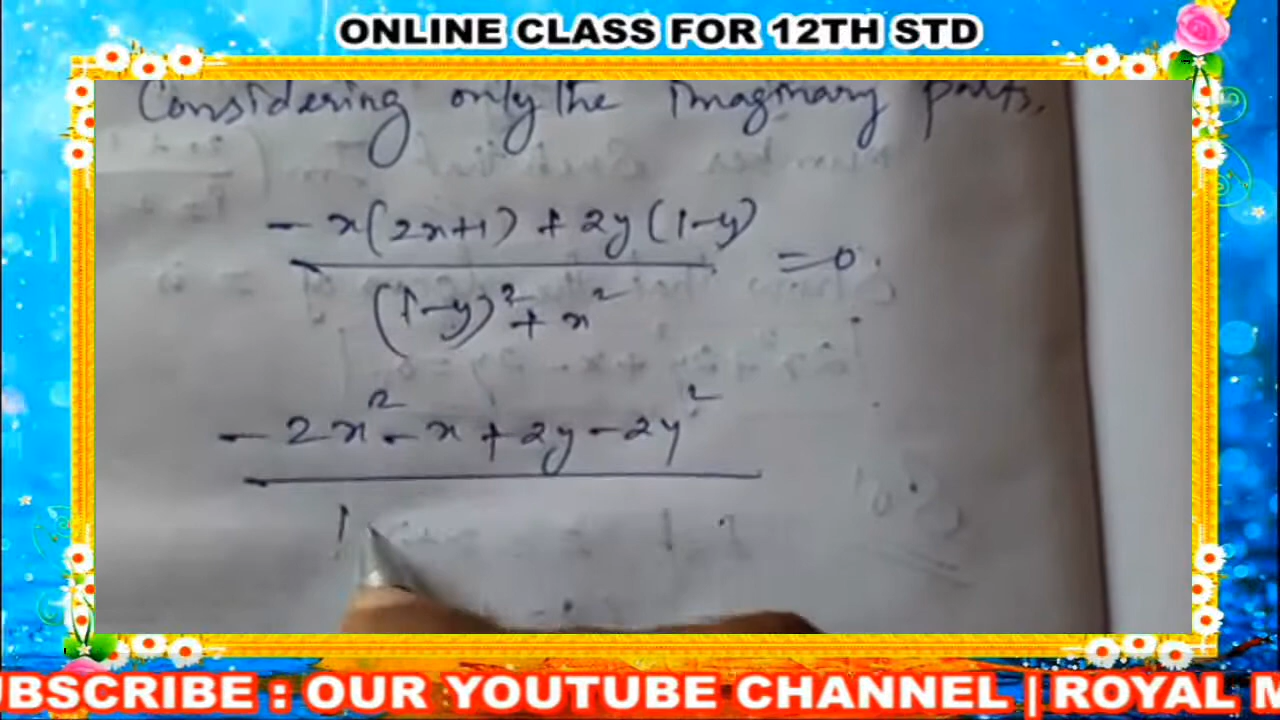 ONLINE CLASS FOR 12TH STD
Considering only the imaginary parts.
- x(2x+1) + 2y(1-y)
= 0.
(1-y)² + x²
- 2x² - x + 2y - 2y²
1
UBSCRIBE : OUR YOUTUBE CHANNEL | ROYAL M